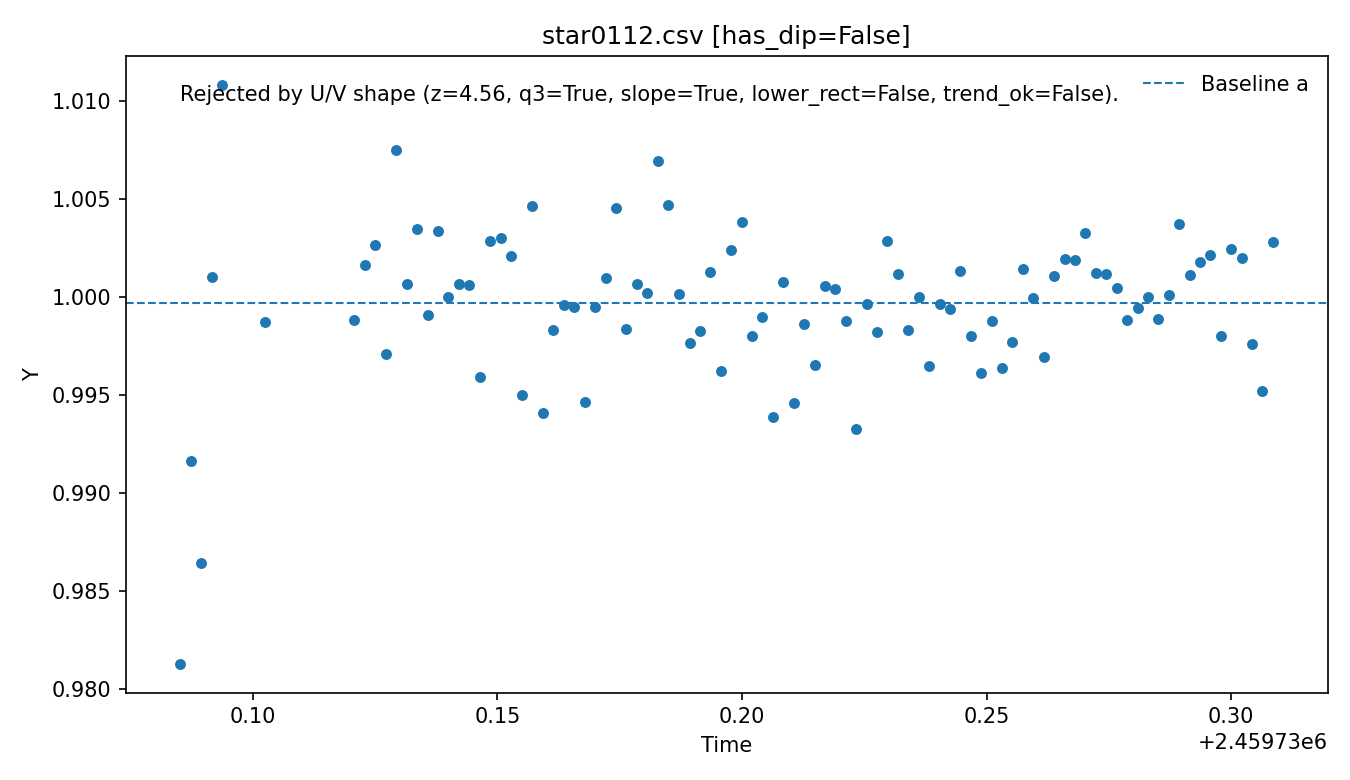 star0112.csv [has_dip=False]
Rejected by U/V shape (z=4.56, q3=True, slope=True, lower_rect=False, trend_ok=False).
Baseline a
1.010
1.005
1.000
0.995
0.990
0.985
0.980
Y
0.10 0.15 0.20 0.25 0.30
Time
+2.45973e6